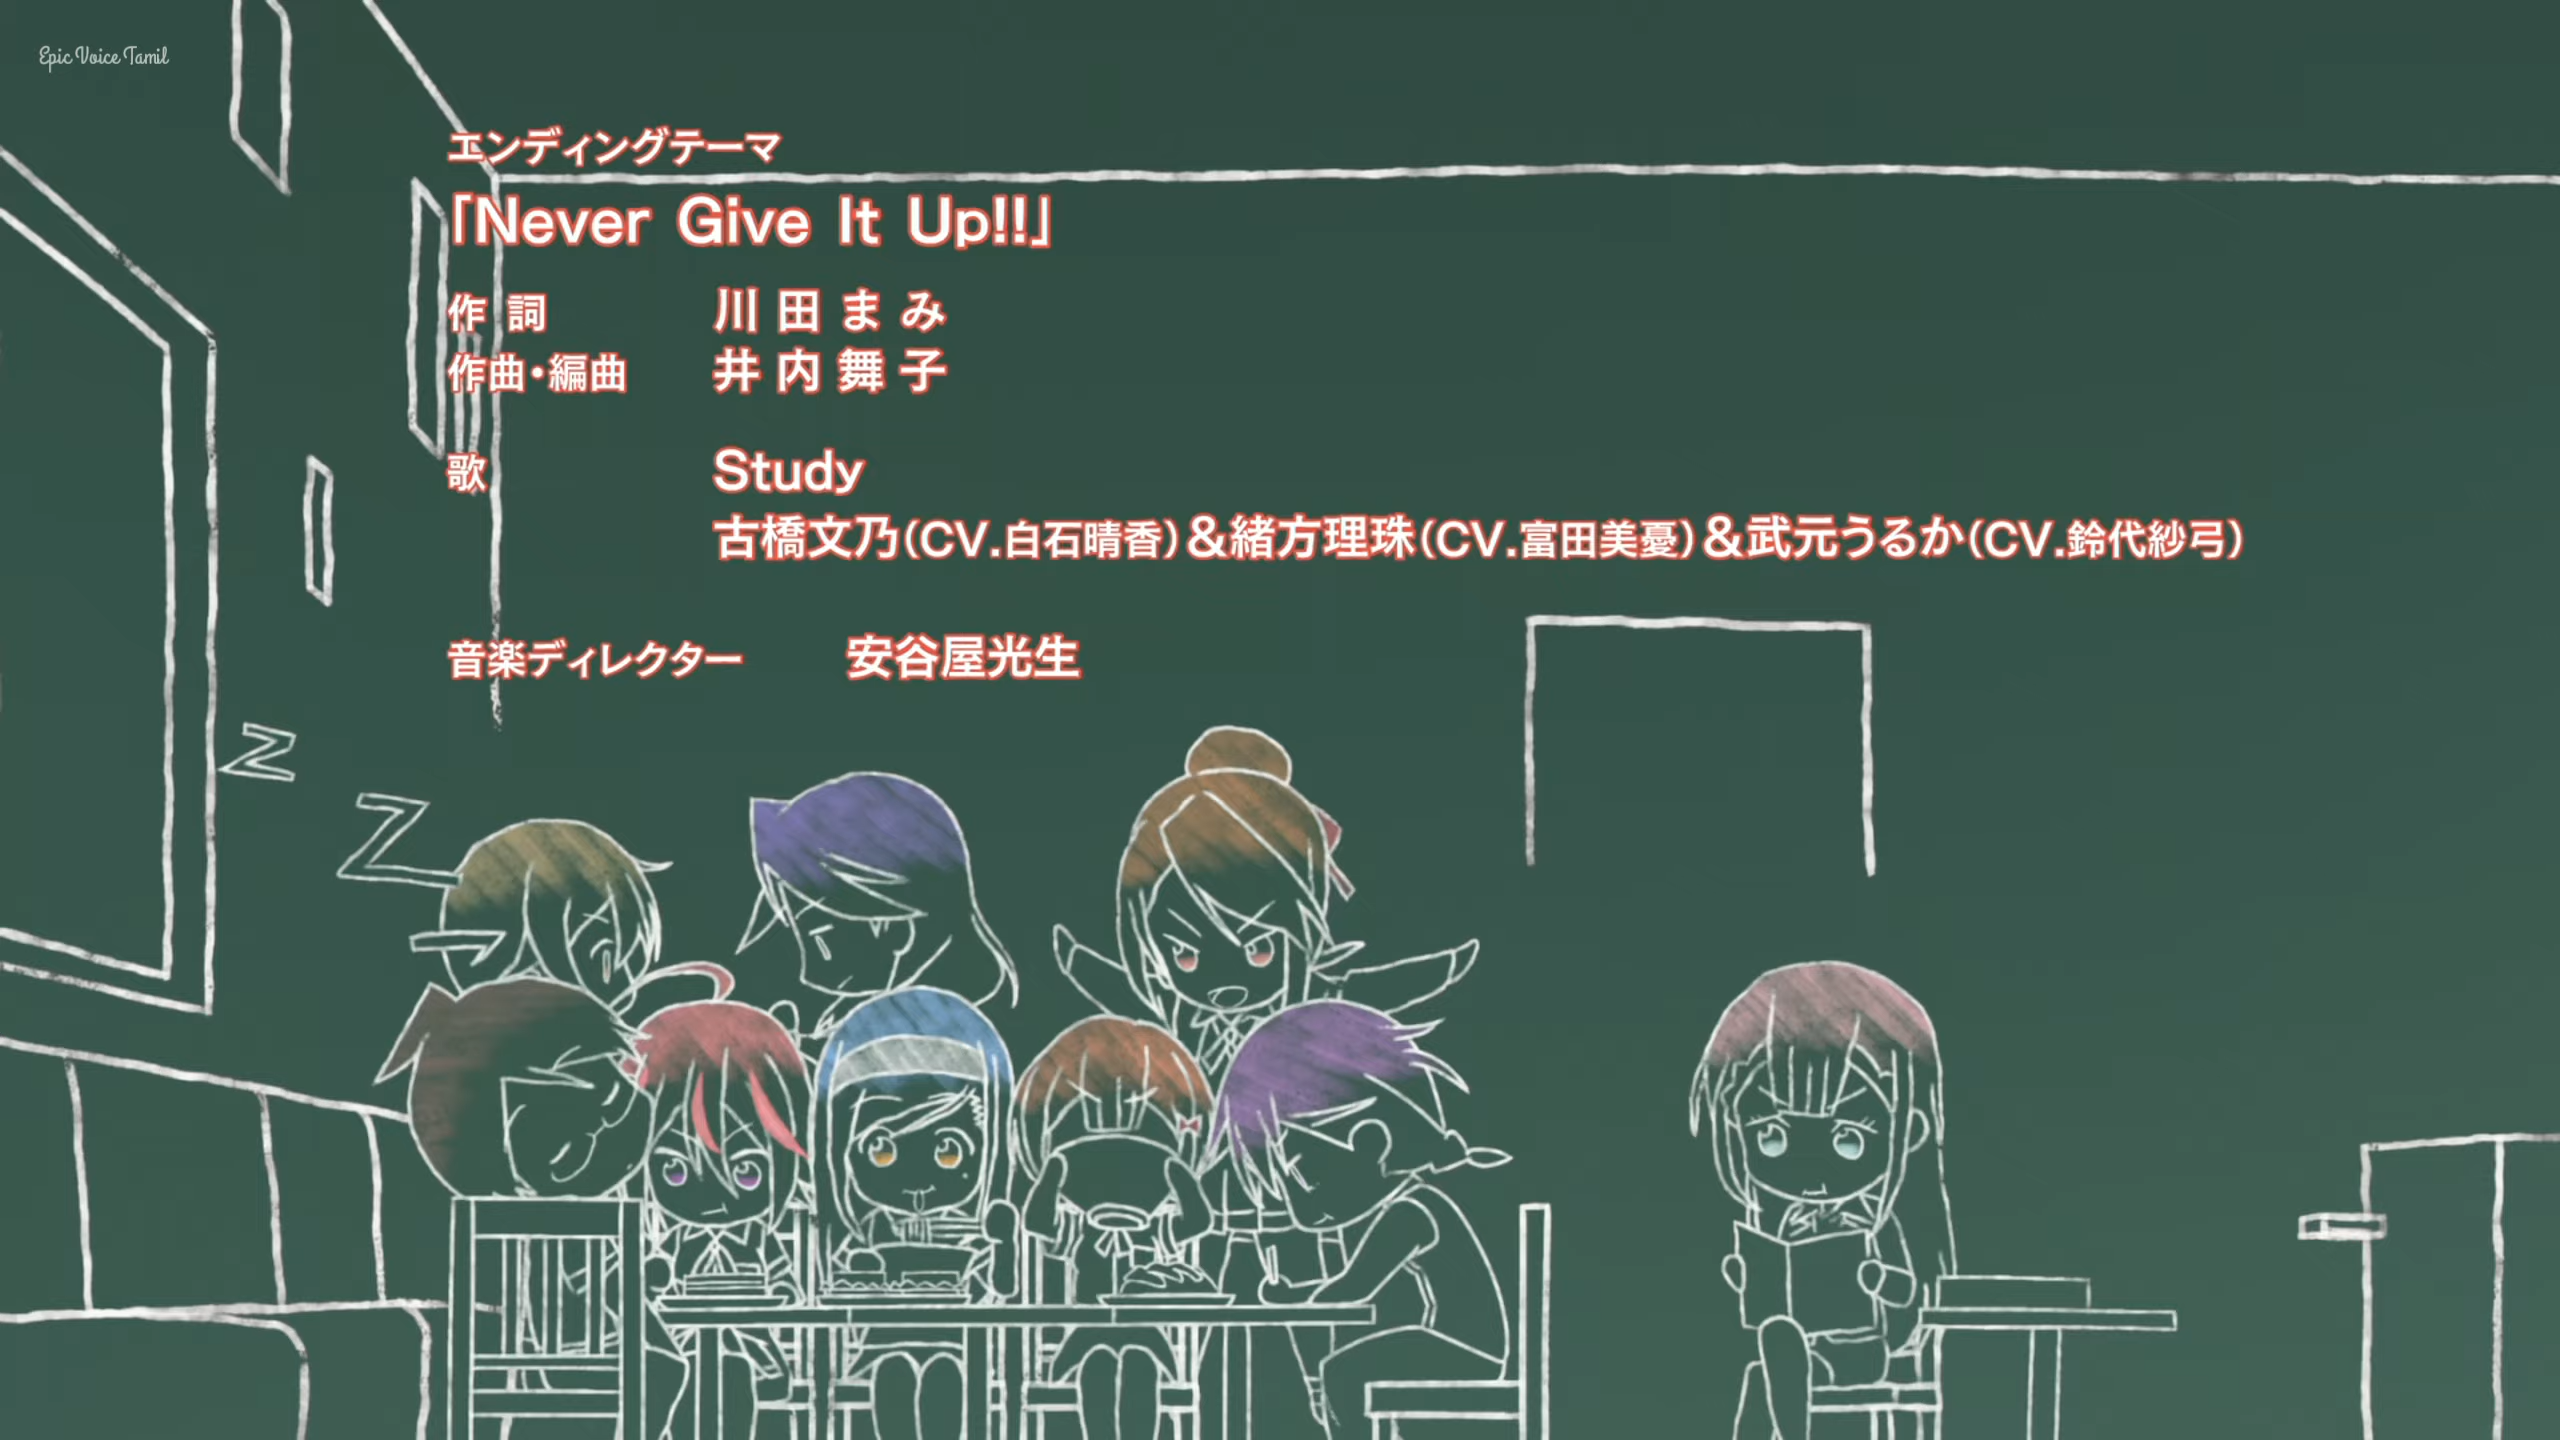 Epic Voice Tamil
エンディングテーマ
「Never Give It Up!!」
作詞 川田まみ
作曲・編曲 井内舞子
歌 Study
古橋文乃(CV.白石晴香)&緒方理珠(CV.富田美憂)&武元うるか(CV.鈴代紗弓)
音楽ディレクター 安谷屋光生
Z
Z
Z